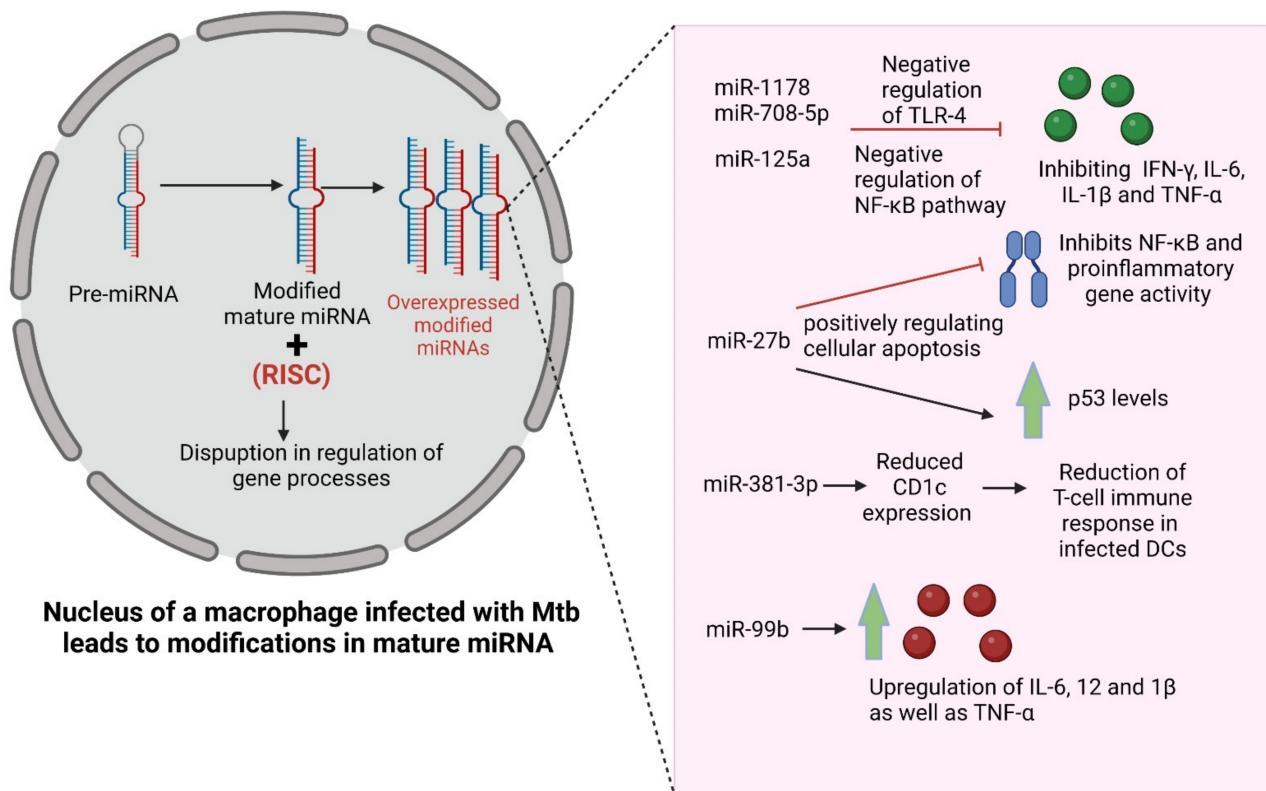 Pre-miRNA
Modified
mature miRNA
+
(RISC)
Overexpressed
modified
miRNAs
Dispuption in regulation of
gene processes
Nucleus of a macrophage infected with Mtb
leads to modifications in mature miRNA
miR-1178
miR-708-5p
miR-125a
Negative
regulation
of TLR-4
Negative
regulation of
NF-κB pathway
Inhibiting IFN-γ, IL-6,
IL-1β and TNF-α
miR-27b
positively regulating
cellular apoptosis
Inhibits NF-κB and
proinflammatory
gene activity
p53 levels
miR-381-3p
Reduced
CD1c
expression
Reduction of
T-cell immune
response in
infected DCs
miR-99b
Upregulation of IL-6, 12 and 1β
as well as TNF-α